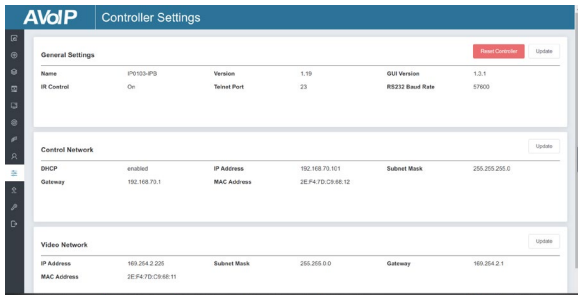 AVoIP Controller Settings
General Settings Reset Controller Update
Name IP0103-IPB Version 1.19 GUI Version 1.3.1
IR Control On Telnet Port 23 RS232 Baud Rate 57600
Control Network Update
DHCP enabled IP Address 192.168.70.101 Subnet Mask 255.255.255.0
Gateway 192.168.70.1 MAC Address 2E:F4:7D:C9:66:12
Video Network Update
IP Address 169.254.2.225 Subnet Mask 255.255.0.0 Gateway 169.254.2.1
MAC Address 2E:F4:7D:C9:66:11